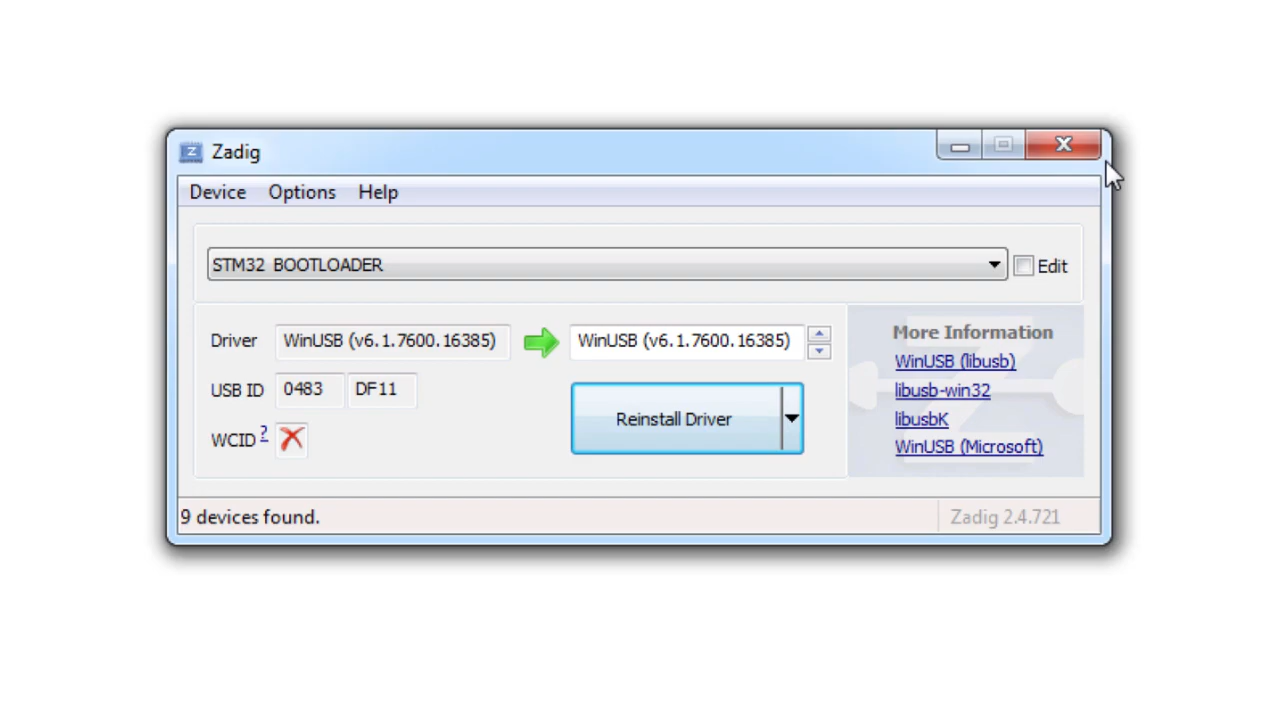 Zadig
Device Options Help
STM32 BOOTLOADER
Edit
Driver WinUSB (v6.1.7600.16385) WinUSB (v6.1.7600.16385)
USB ID 0483 DF11
WCID ?
Reinstall Driver
More Information
WinUSB (libusb)
libusb-win32
libusbK
WinUSB (Microsoft)
9 devices found.
Zadig 2.4.721